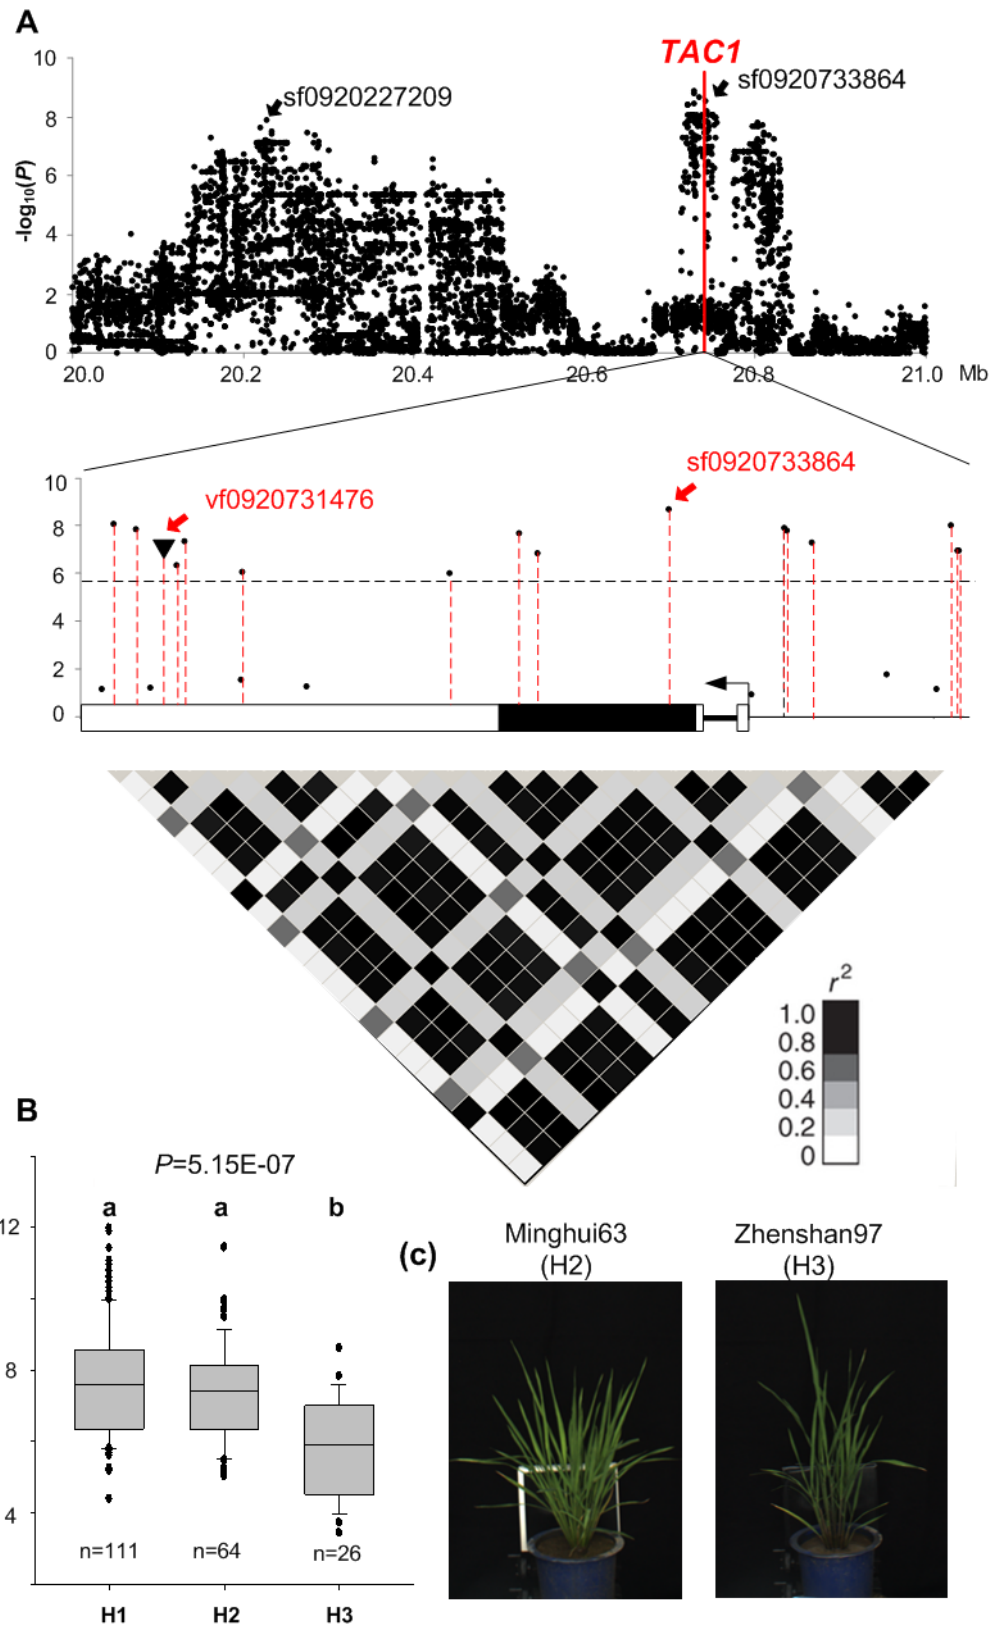 A
TAC1
10
sf0920227209
sf0920733864
8
6
-log10(P)
4
2
0
20.0 20.2 20.4 20.6 20.8 21.0 Mb
sf0920733864
10
vf0920731476
8
6
4
2
0
r2
1.0
0.8
0.6
0.4
0.2
0
B
P=5.15E-07
a a b
12
8
4
n=111 n=64 n=26
H1 H2 H3
(c)
Minghui63 Zhenshan97
(H2) (H3)